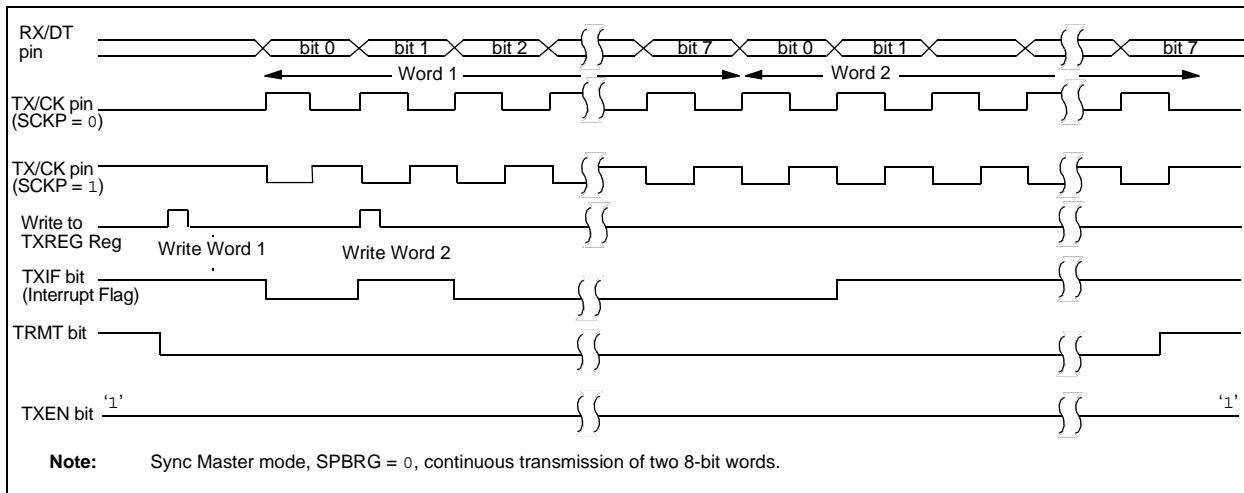 RX/DT
pin
bit 0 bit 1 bit 2 bit 7 bit 0 bit 1 bit 7
Word 1 Word 2
TX/CK pin
(SCKP = 0)
TX/CK pin
(SCKP = 1)
Write to
TXREG Reg
Write Word 1 Write Word 2
TXIF bit
(Interrupt Flag)
TRMT bit
TXEN bit ‘1’ ‘1’
Note: Sync Master mode, SPBRG = 0, continuous transmission of two 8-bit words.